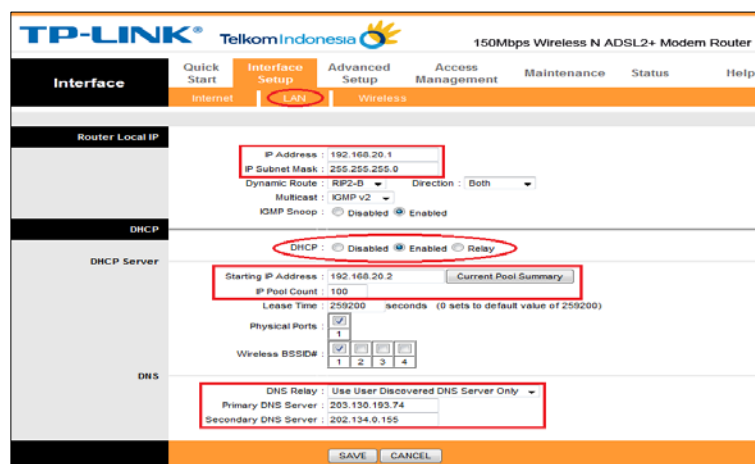 TP-LINK® TelkomIndonesia
150Mbps Wireless N ADSL2+ Modem Router
Interface
Quick Start Interface Setup Advanced Setup Access Management Maintenance Status Help
Internet LAN Wireless
Router Local IP
IP Address : 192.168.20.1
IP Subnet Mask : 255.255.255.0
Dynamic Route : RIP2-B Direction : Both
Multicast : IGMP v2
IGMP Snoop : Disabled Enabled
DHCP
DHCP : Disabled Enabled Relay
DHCP Server
Starting IP Address : 192.168.20.2 Current Pool Summary
IP Pool Count : 100
Lease Time : 259200 seconds (0 sets to default value of 259200)
Physical Ports :
1
Wireless BSSID# :
1 2 3 4
DNS
DNS Relay : Use User Discovered DNS Server Only
Primary DNS Server : 203.130.193.74
Secondary DNS Server : 202.134.0.155
SAVE CANCEL